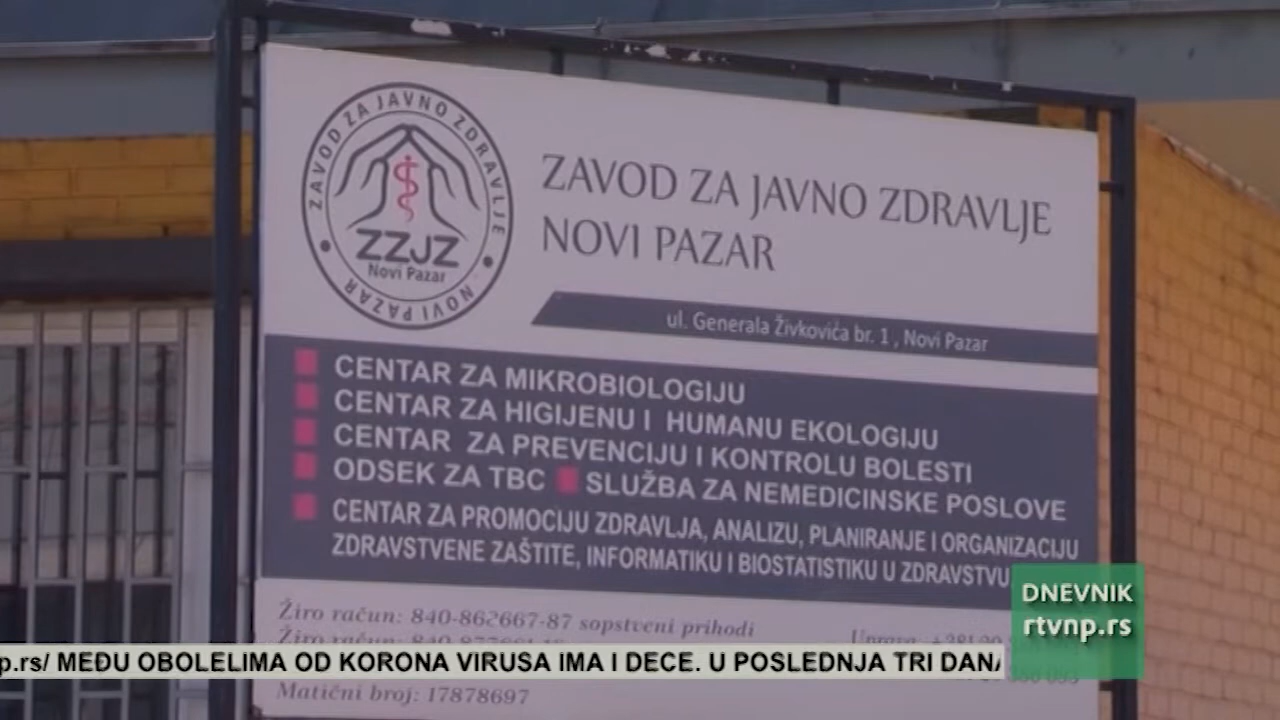 ZAVOD ZA JAVNO ZDRAVLJE
NOVI PAZAR
ZZJZ
Novi Pazar
ZAVOD ZA JAVNO ZDRAVLJE
NOVI PAZAR
ul. Generala Živkovića br. 1 , Novi Pazar
CENTAR ZA MIKROBIOLOGIJU
CENTAR ZA HIGIJENU I HUMANU EKOLOGIJU
CENTAR ZA PREVENCIJU I KONTROLU BOLESTI
ODSEK ZA TBC SLUŽBA ZA NEMEDICINSKE POSLOVE
CENTAR ZA PROMOCIJU ZDRAVLJA, ANALIZU, PLANIRANJE I ORGANIZACIJU
ZDRAVSTVENE ZAŠTITE, INFORMATIKU I BIOSTATISTIKU U ZDRAVSTVU
DNEVNIK
rtvnp.rs
Žiro račun: 840-862667-87 sopstveni prihodi
Žiro račun:
Uprava:
p.rs/ MEĐU OBOLELIMA OD KORONA VIRUSA IMA I DECE. U POSLEDNJA TRI DANA
Matični broj: 17878697